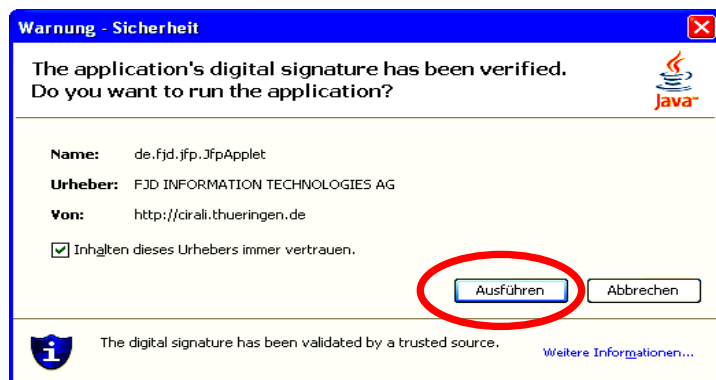 Warnung - Sicherheit
The application's digital signature has been verified.
Do you want to run the application?
Java™
Name: de.fjd.jfp.JfpApplet
Urheber: FJD INFORMATION TECHNOLOGIES AG
Von: http://cirali.thueringen.de
Inhalten dieses Urhebers immer vertrauen.
Ausführen Abbrechen
The digital signature has been validated by a trusted source.
Weitere Informationen...